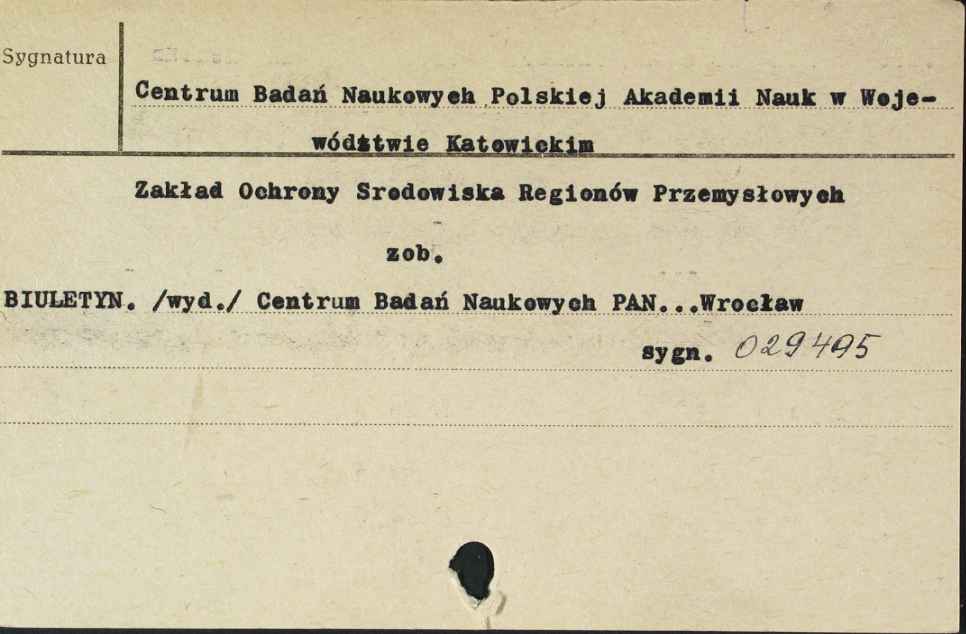 Sygnatura
Centrum Badań Naukowych Polskiej Akademii Nauk w Woje-
wództwie Katowickim
Zakład Ochrony Srodowiska Regionów Przemysłowych
zob.
BIULETYN. /wyd./ Centrum Badań Naukowych PAN...Wrocław
sygn. 029495